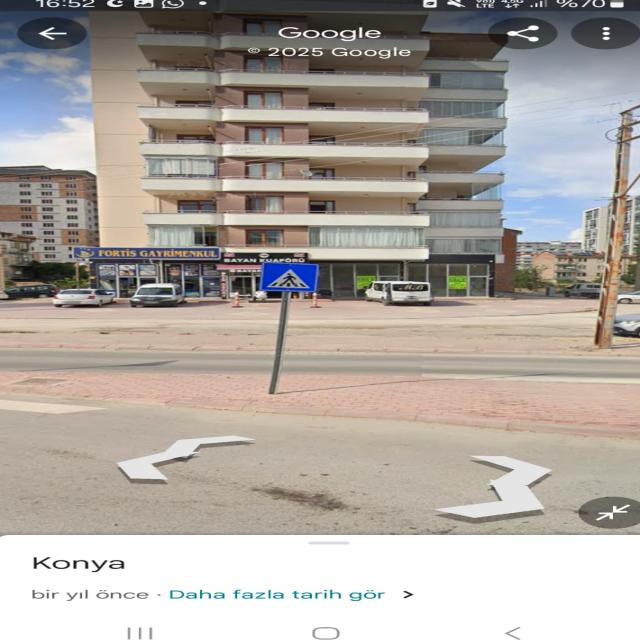 16:52
Google
© 2025 Google
FORTIS GAYRİMENKUL
BAYAN KUAFÖRÜ
Konya
bir yıl önce · Daha fazla tarih gör >